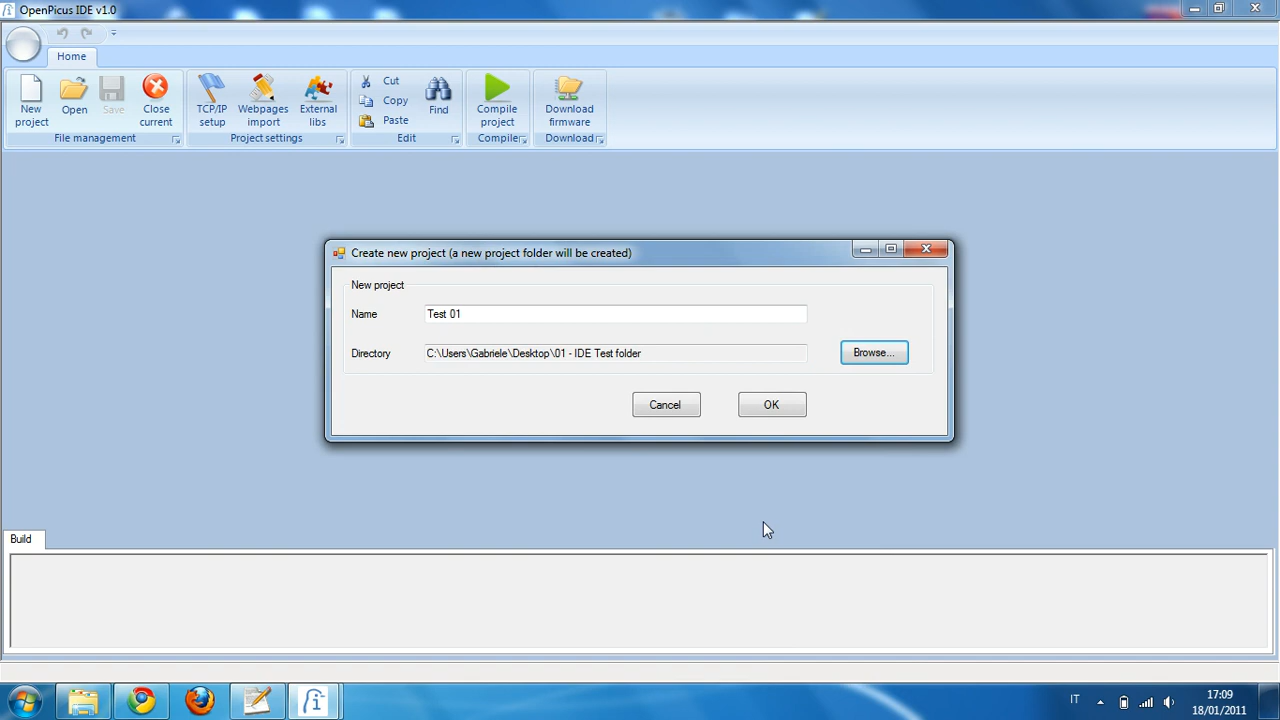 OpenPicus IDE v1.0
Home
New project
Open
Save
Close current
File management
TCP/IP setup
Webpages import
External libs
Project settings
Cut
Copy
Paste
Find
Edit
Compile project
Compile
Download firmware
Download
Create new project (a new project folder will be created)
New project
Name
Test 01
Directory
C:\Users\Gabriele\Desktop\01 - IDE Test folder
Browse...
Cancel
OK
Build
IT
17:09
18/01/2011